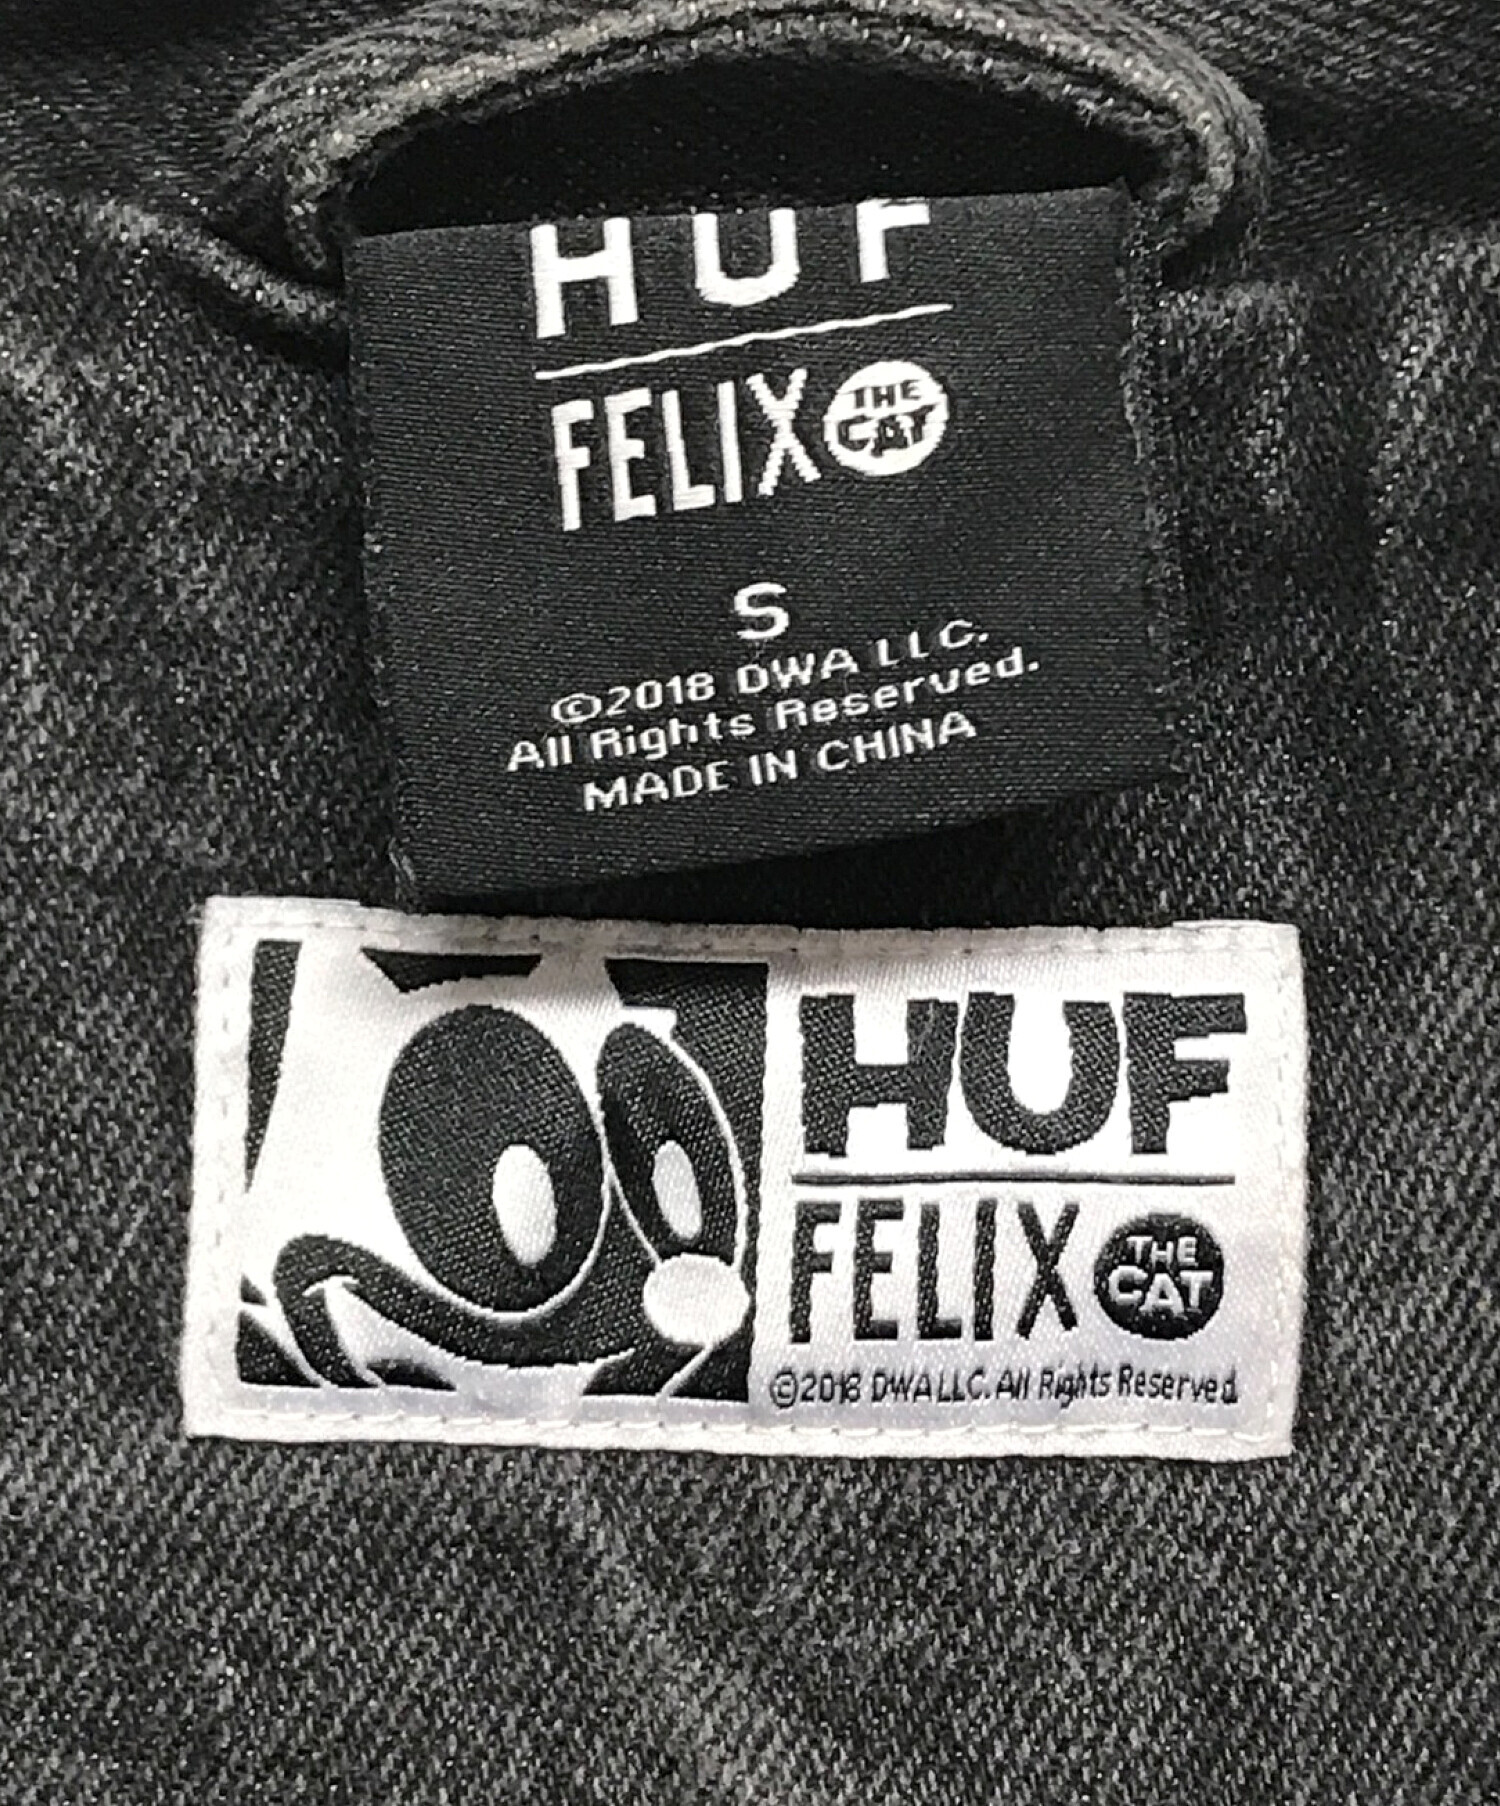 HUF
FELIX THE CAT
S
©2018 DWA LLC.
All Rights Reserved.
MADE IN CHINA
HUF
FELIX THE CAT
©2018 DWA LLC. All Rights Reserved